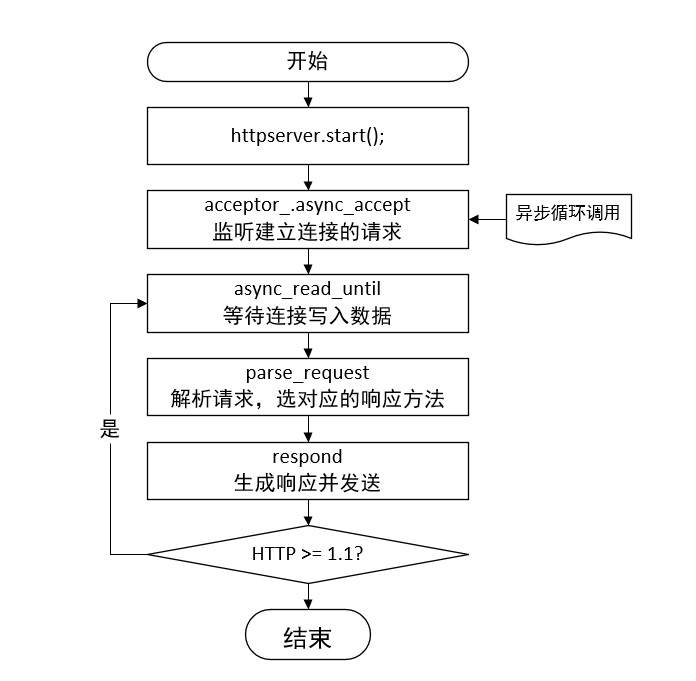 开始
httpserver.start();
acceptor_.async_accept
监听建立连接的请求
异步循环调用
async_read_until
等待连接写入数据
parse_request
解析请求，选对应的响应方法
是
respond
生成响应并发送
HTTP >= 1.1?
结束